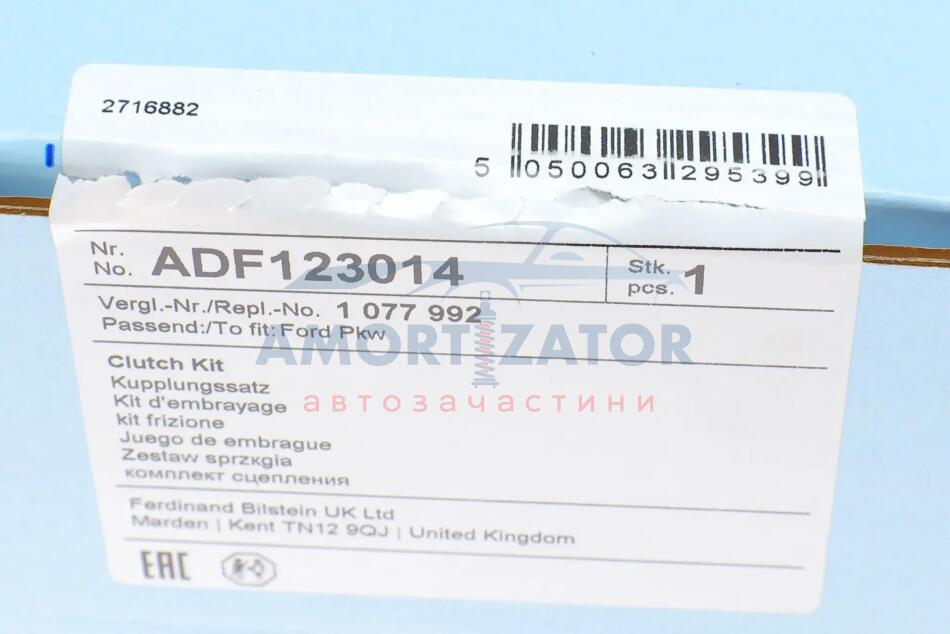 2716882
5 050063 295399
Nr.
No. ADF123014
Stk.
pcs. 1
Vergl.-Nr./Repl.-No. 1 077 992
Passend:/To fit: Ford Pkw
AMORTIZATOR
автозачастини
Clutch Kit
Kupplungssatz
Kit d'embrayage
kit frizione
Juego de embrague
Zestaw sprzкgia
комплект сцепления
Ferdinand Bilstein UK Ltd
Marden | Kent TN12 9QJ | United Kingdom
EAC